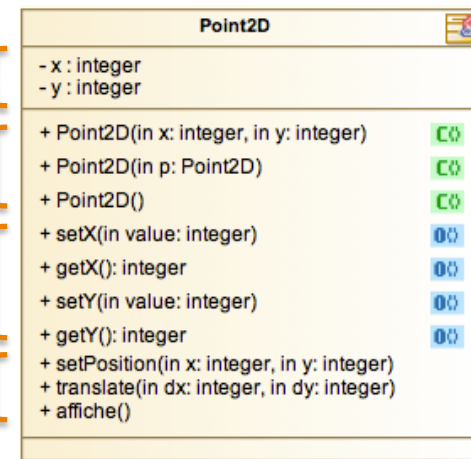 Point2D
- x : integer
- y : integer
+ Point2D(in x: integer, in y: integer)
C()
+ Point2D(in p: Point2D)
C()
+ Point2D()
C()
+ setX(in value: integer)
O()
+ getX(): integer
O()
+ setY(in value: integer)
O()
+ getY(): integer
O()
+ setPosition(in x: integer, in y: integer)
+ translate(in dx: integer, in dy: integer)
+ affiche()